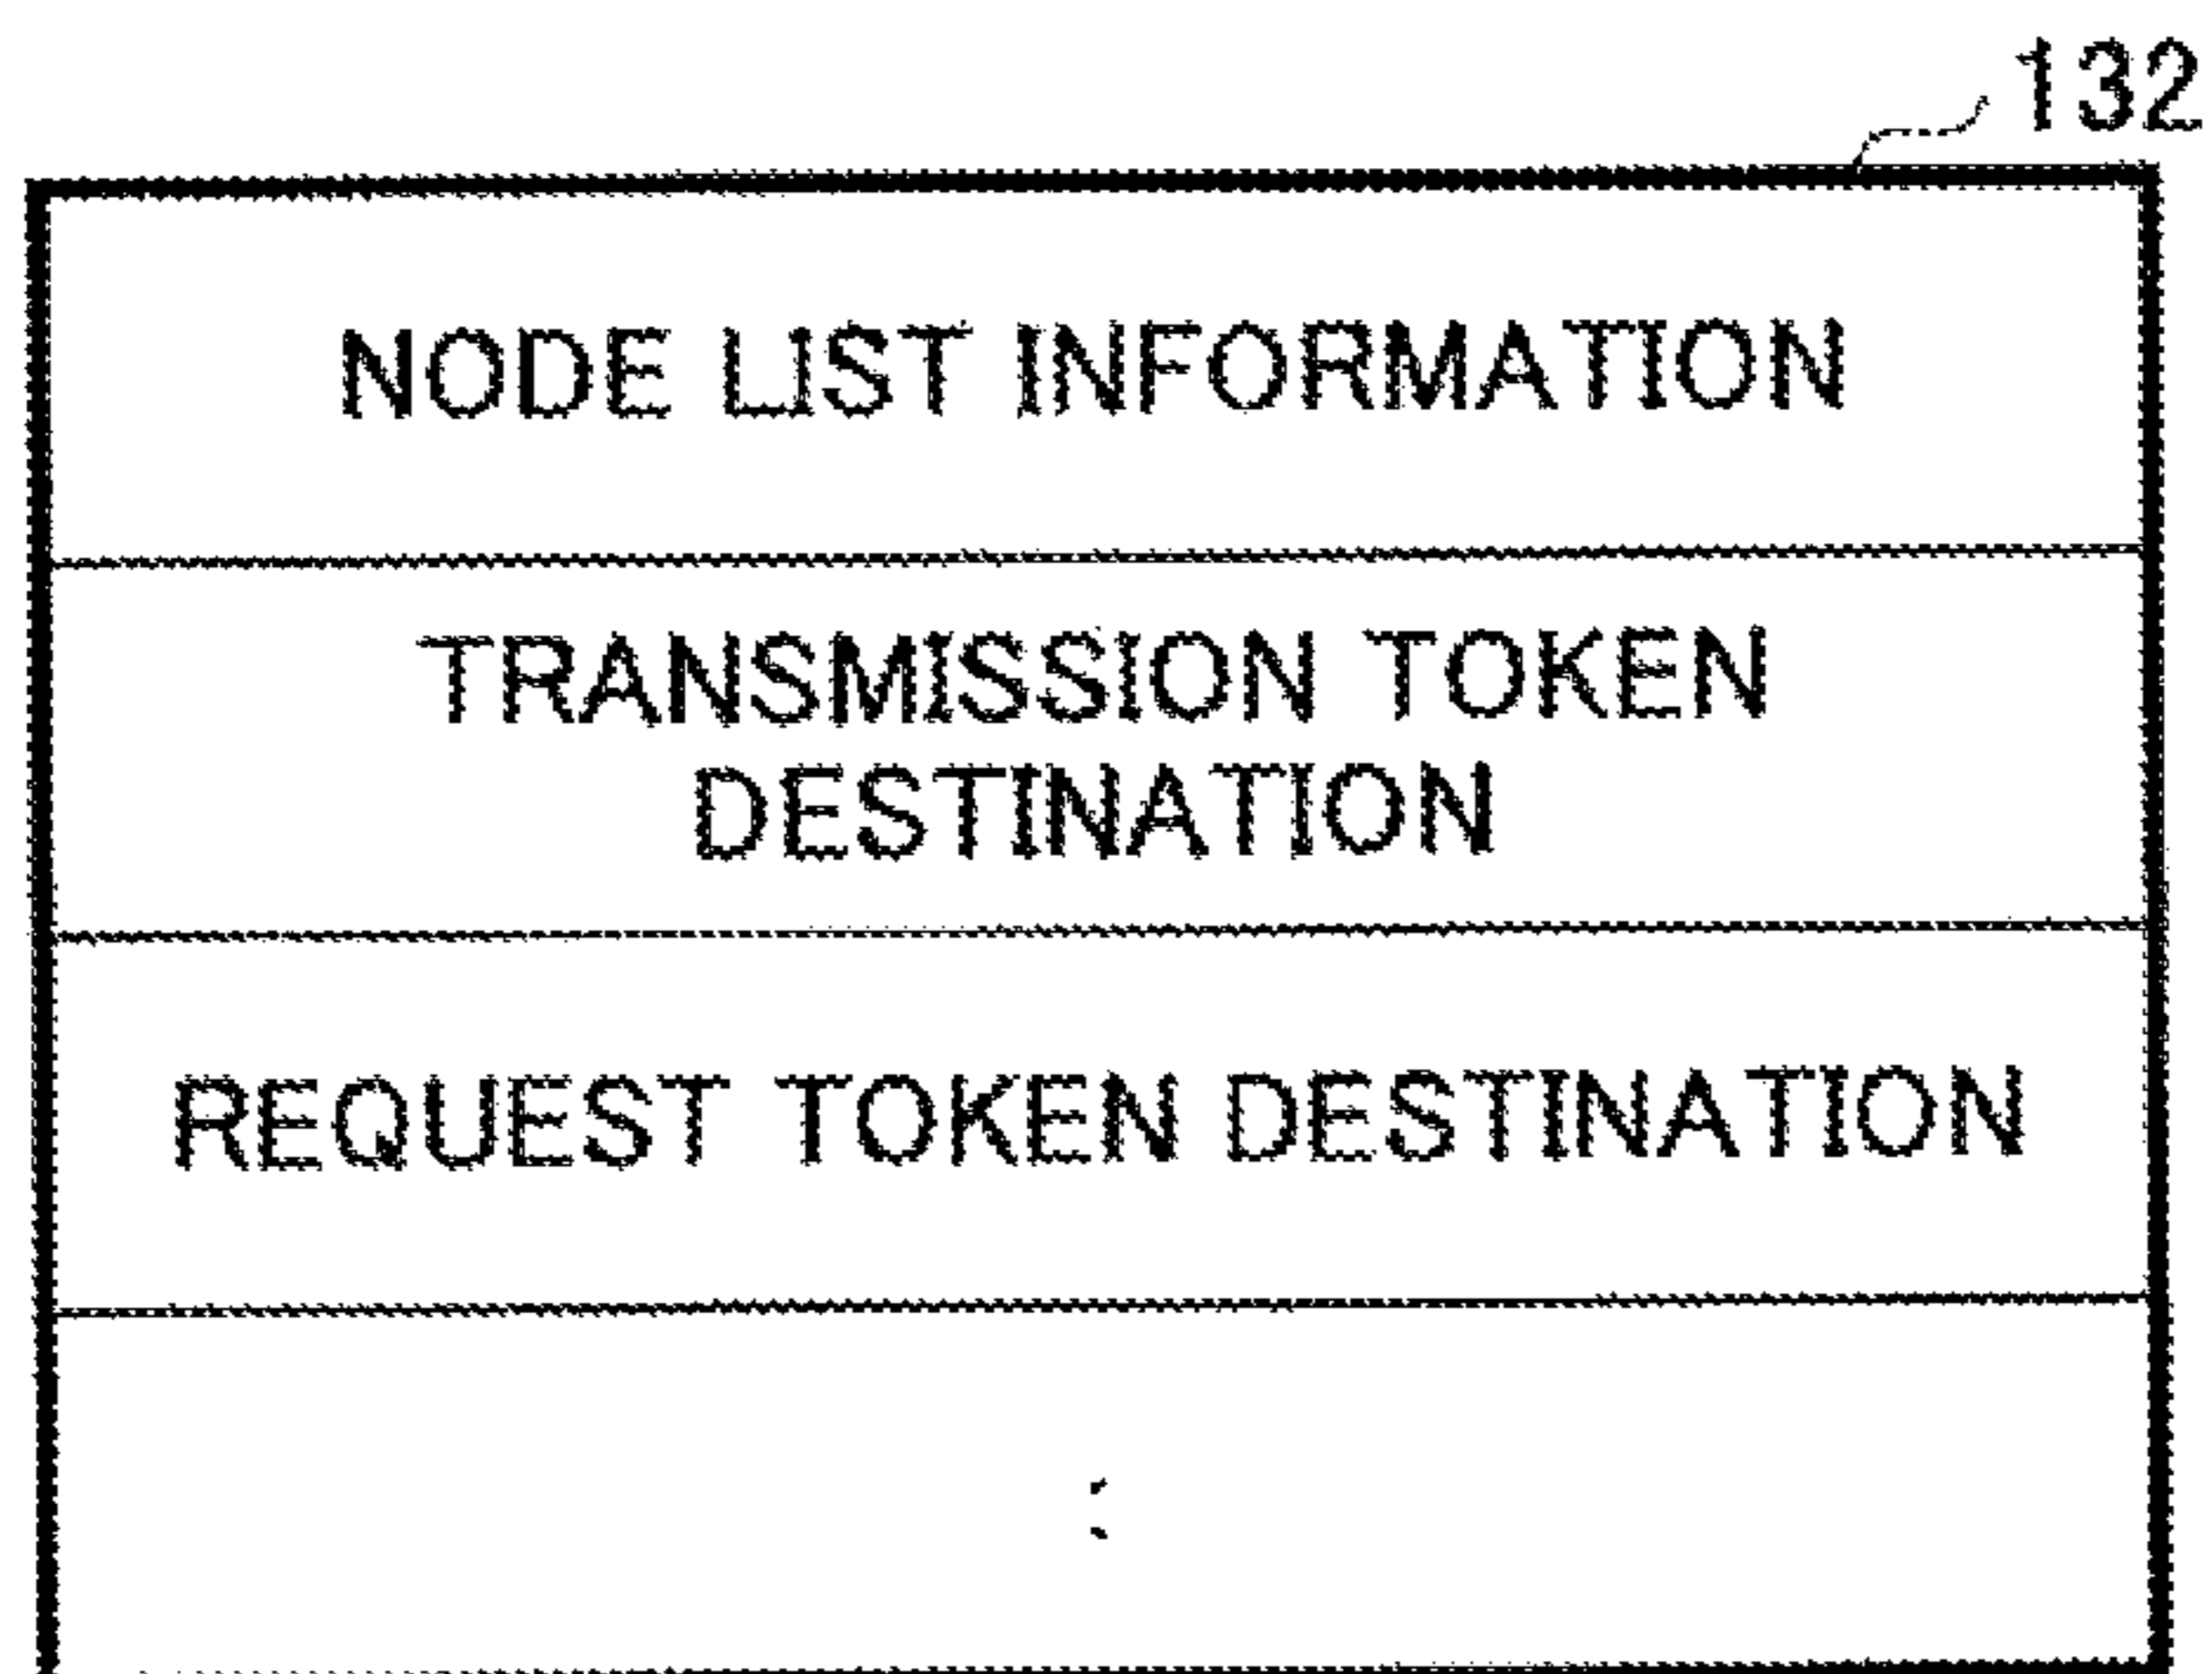 132
NODE LIST INFORMATION
TRANSMISSION TOKEN
DESTINATION
REQUEST TOKEN DESTINATION
: